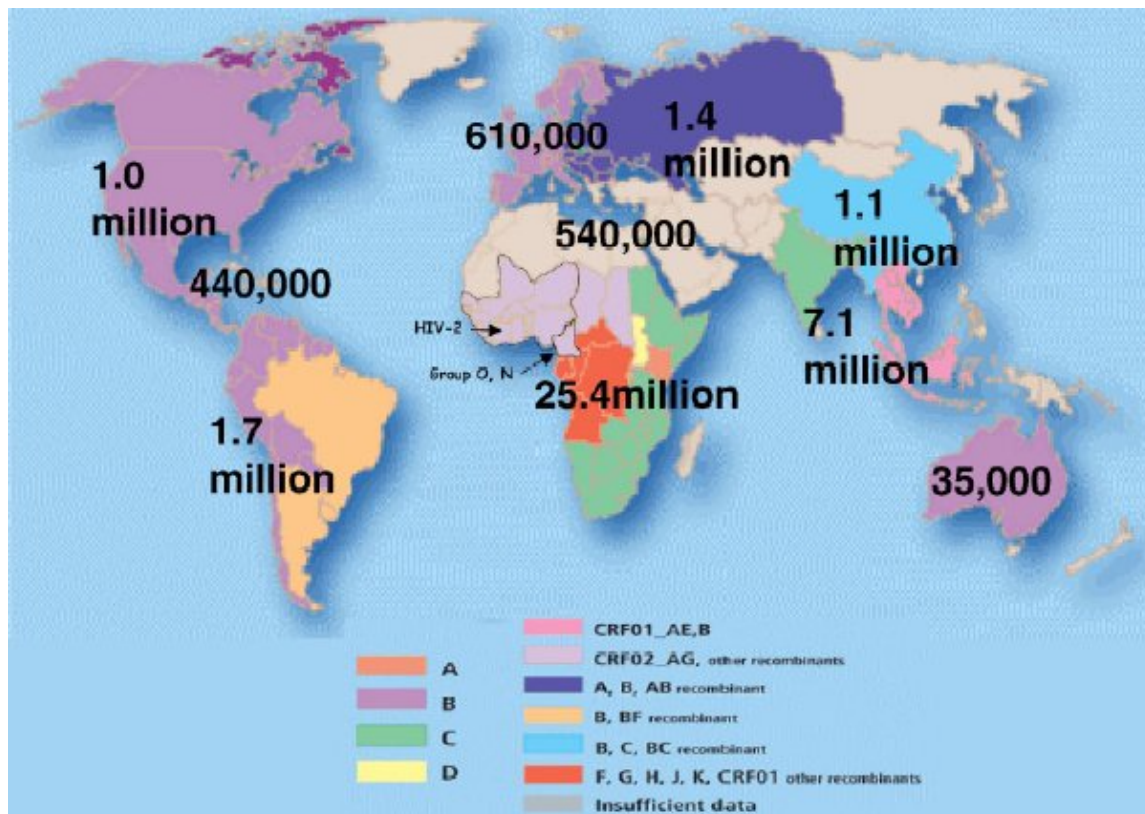 610,000
1.4
million
1.0
million
1.1
million
540,000
440,000
HIV-2
7.1
million
Group O, N
25.4million
1.7
million
35,000
CRF01_AE,B
CRF02_AG, other recombinants
A, B, AB recombinant
B, BF recombinant
B, C, BC recombinant
F, G, H, J, K, CRF01 other recombinants
Insufficient data
A
B
C
D